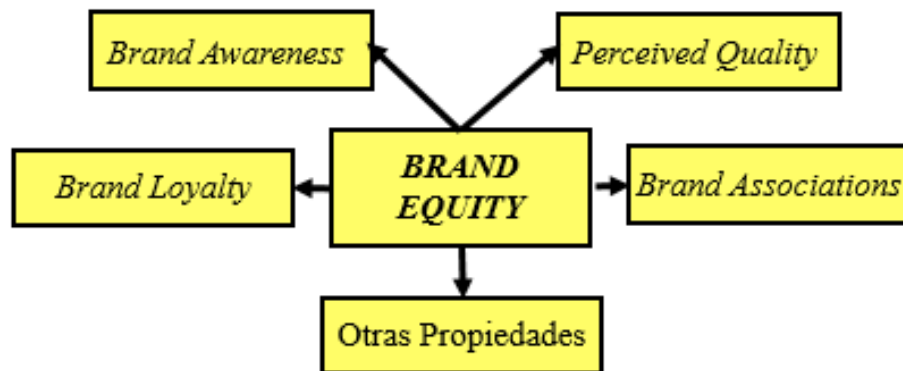 Brand Awareness
Perceived Quality
Brand Loyalty
BRAND
EQUITY
Brand Associations
Otras Propiedades